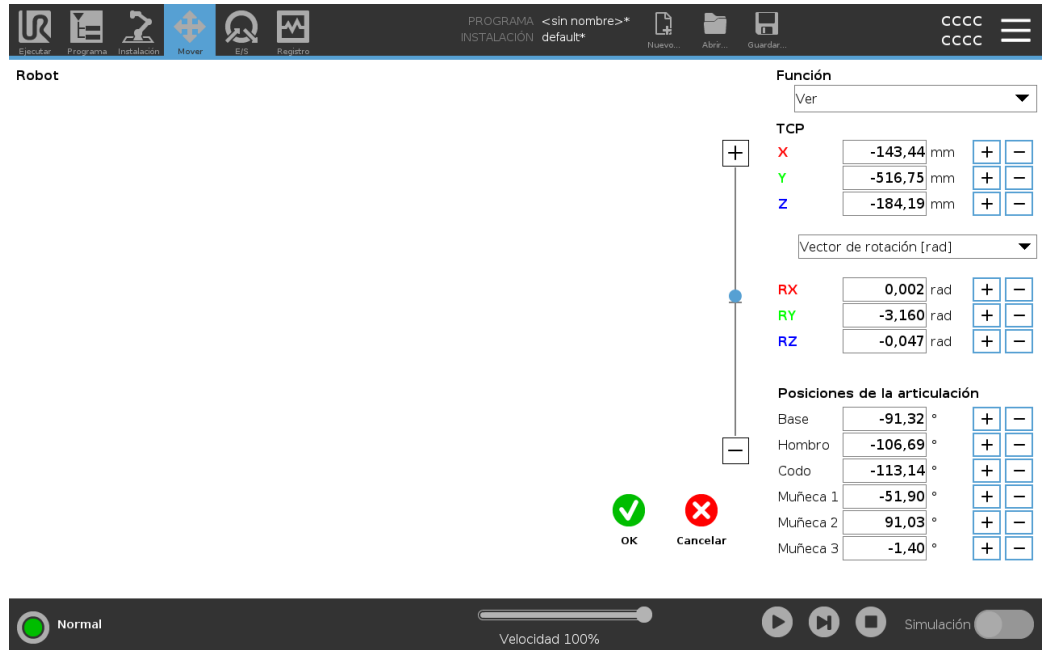 PROGRAMA <sin nombre>*
INSTALACIÓN default*
CCCC
CCCC
Ejecutar Programa Instalación Mover E/S Registro Nuevo... Abrir... Guardar...
Robot
Función
Ver
TCP
X -143,44 mm + −
Y -516,75 mm + −
Z -184,19 mm + −
Vector de rotación [rad]
RX 0,002 rad + −
RY -3,160 rad + −
RZ -0,047 rad + −
Posiciones de la articulación
Base -91,32 ° + −
Hombro -106,69 ° + −
Codo -113,14 ° + −
Muñeca 1 -51,90 ° + −
Muñeca 2 91,03 ° + −
Muñeca 3 -1,40 ° + −
OK Cancelar
Normal
Velocidad 100%
Simulación